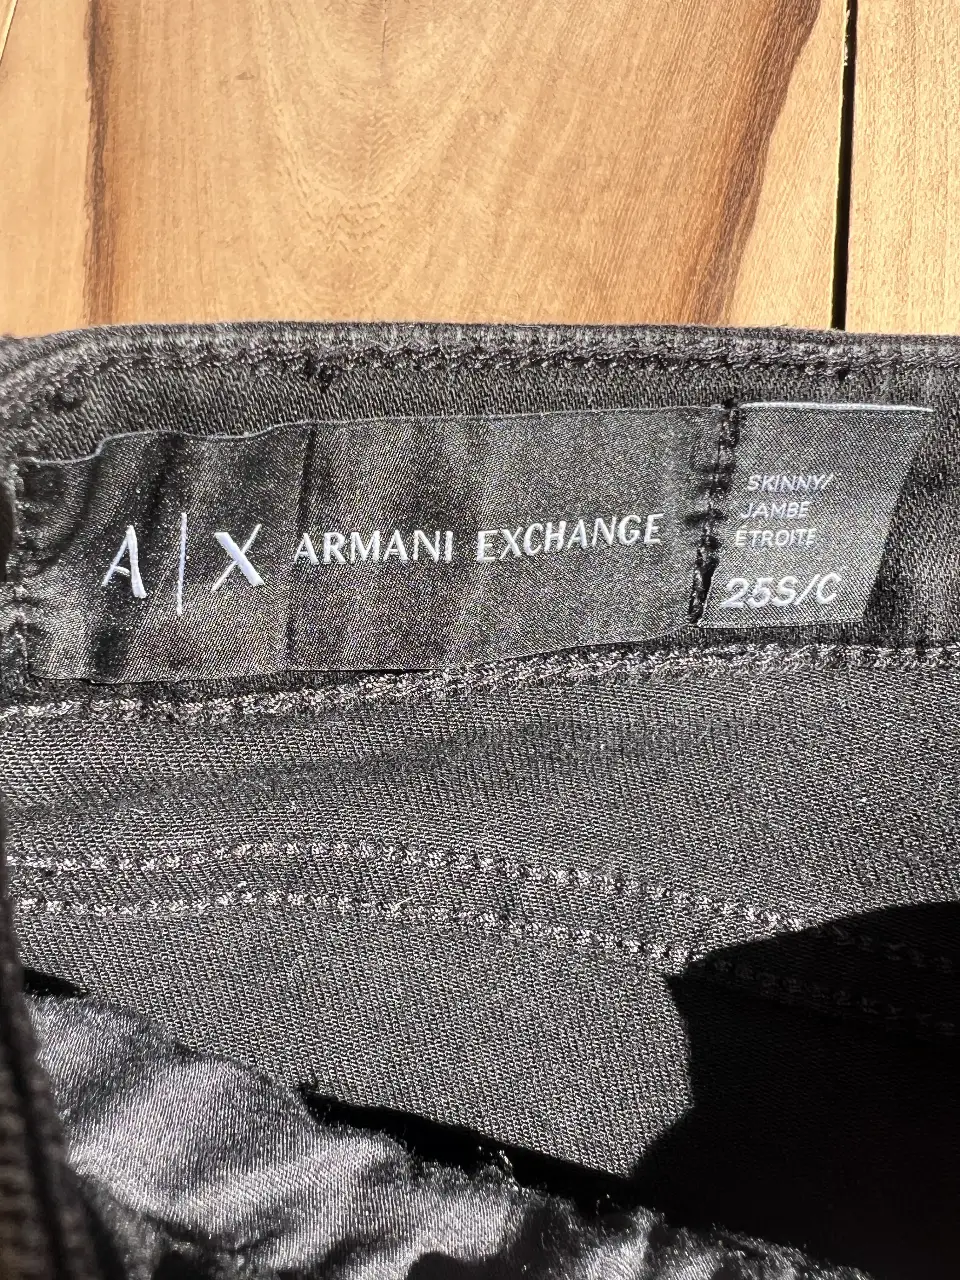 A|X ARMANI EXCHANGE
SKINNY/
JAMBE
ÉTROITE
25S/C